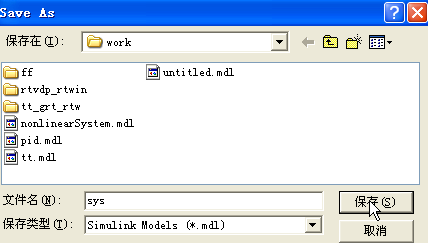 Save As
保存在(I):
work
ff
rtvdp_rtwin
tt_grt_rtw
nonlinearSystem.mdl
pid.mdl
tt.mdl
untitled.mdl
文件名(N):
sys
保存(S)
保存类型(T):
Simulink Models (*.mdl)
取消